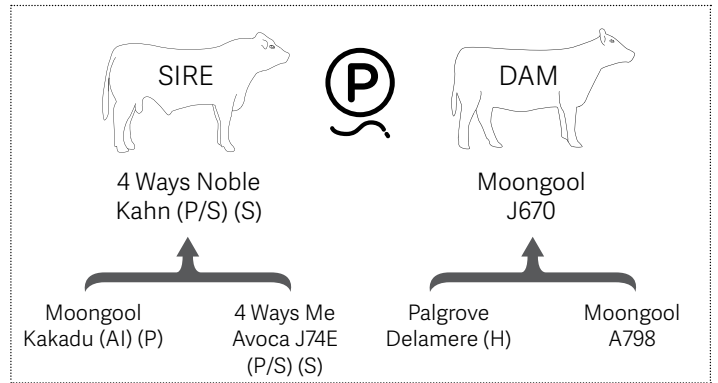 SIRE
P
DAM
4 Ways Noble
Kahn (P/S) (S)
Moongool
J670
Moongool
Kakadu (AI) (P)
4 Ways Me
Avoca J74E
(P/S) (S)
Palgrove
Delamere (H)
Moongool
A798